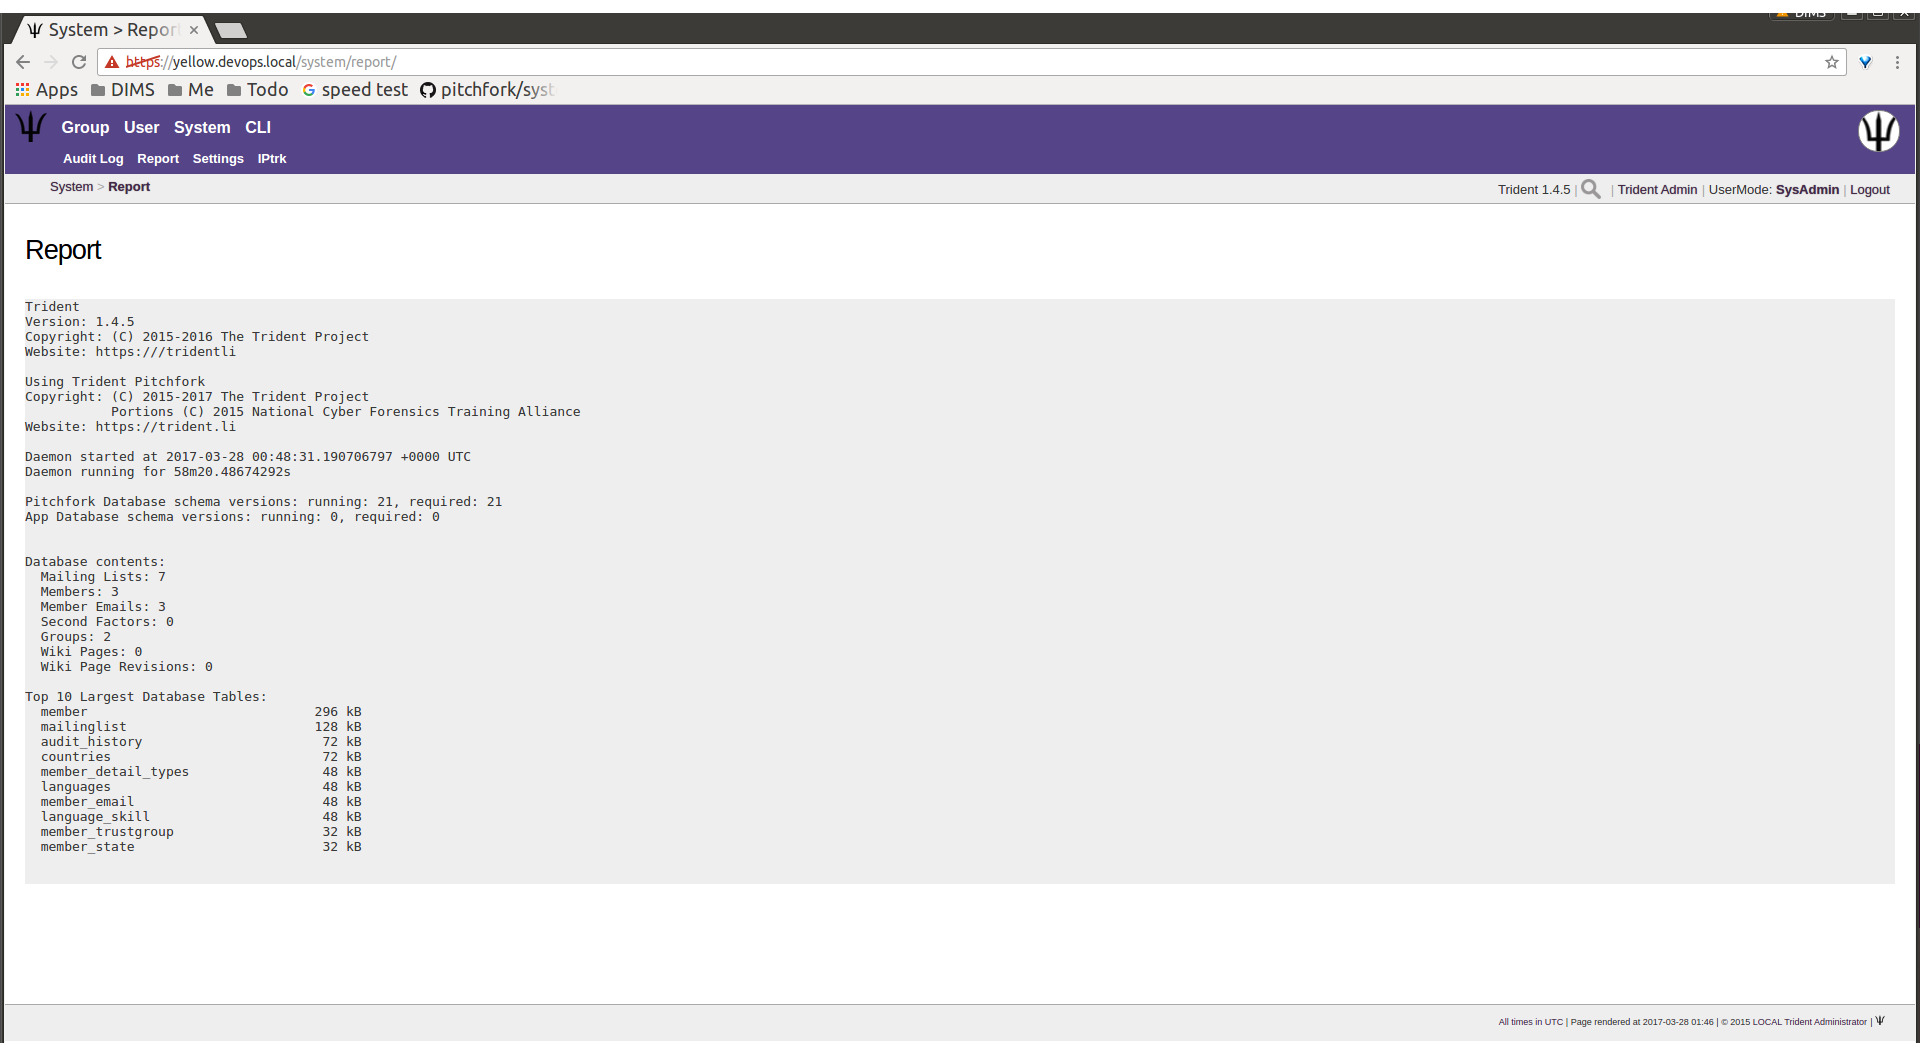 DIMS
System > Repor
https://yellow.devops.local/system/report/
Apps DIMS Me Todo speed test pitchfork/syst
Group User System CLI
Audit Log Report Settings IPtrk
System > Report
Trident 1.4.5 | | Trident Admin | UserMode: SysAdmin | Logout
Report
Trident
Version: 1.4.5
Copyright: (C) 2015-2016 The Trident Project
Website: https:///tridentli
Using Trident Pitchfork
Copyright: (C) 2015-2017 The Trident Project
Portions (C) 2015 National Cyber Forensics Training Alliance
Website: https://trident.li
Daemon started at 2017-03-28 00:48:31.190706797 +0000 UTC
Daemon running for 58m20.48674292s
Pitchfork Database schema versions: running: 21, required: 21
App Database schema versions: running: 0, required: 0
Database contents:
Mailing Lists: 7
Members: 3
Member Emails: 3
Second Factors: 0
Groups: 2
Wiki Pages: 0
Wiki Page Revisions: 0
Top 10 Largest Database Tables:
member 296 kB
mailinglist 128 kB
audit_history 72 kB
countries 72 kB
member_detail_types 48 kB
languages 48 kB
member_email 48 kB
language_skill 48 kB
member_trustgroup 32 kB
member_state 32 kB
All times in UTC | Page rendered at 2017-03-28 01:46 | © 2015 LOCAL Trident Administrator |